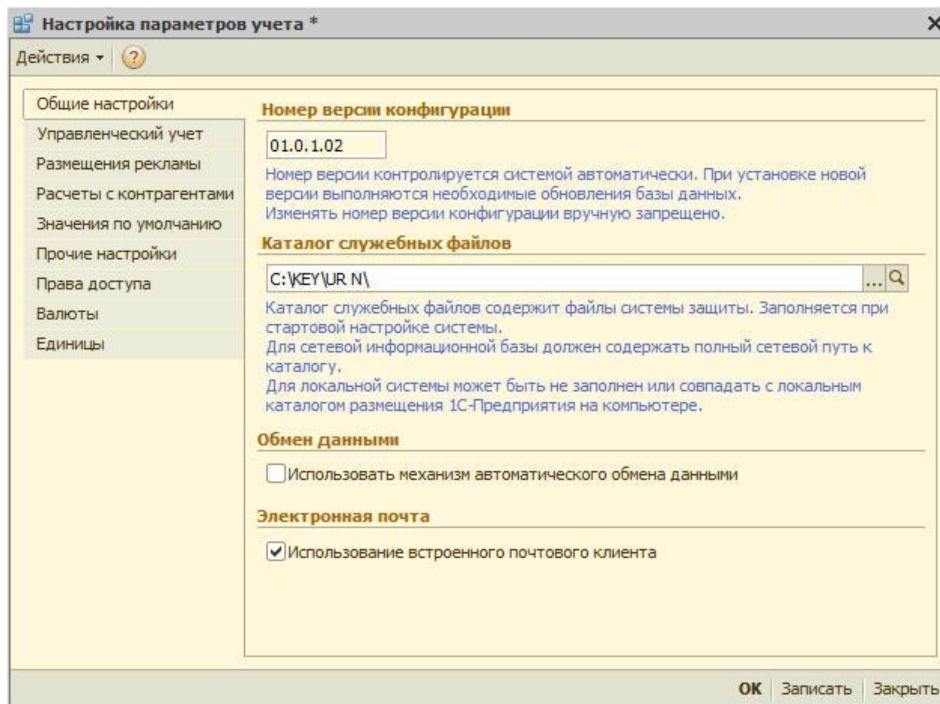 Настройка параметров учета *
Действия
Общие настройки
Управленческий учет
Размещения рекламы
Расчеты с контрагентами
Значения по умолчанию
Прочие настройки
Права доступа
Валюты
Единицы
Номер версии конфигурации
01.0.1.02
Номер версии контролируется системой автоматически. При установке новой
версии выполняются необходимые обновления базы данных.
Изменять номер версии конфигурации вручную запрещено.
Каталог служебных файлов
C:\KEY\UR N\
...
Каталог служебных файлов содержит файлы системы защиты. Заполняется при
стартовой настройке системы.
Для сетевой информационной базы должен содержать полный сетевой путь к
каталогу.
Для локальной системы может быть не заполнен или совпадать с локальным
каталогом размещения 1С-Предприятия на компьютере.
Обмен данными
Использовать механизм автоматического обмена данными
Электронная почта
Использование встроенного почтового клиента
OK Записать Закрыть